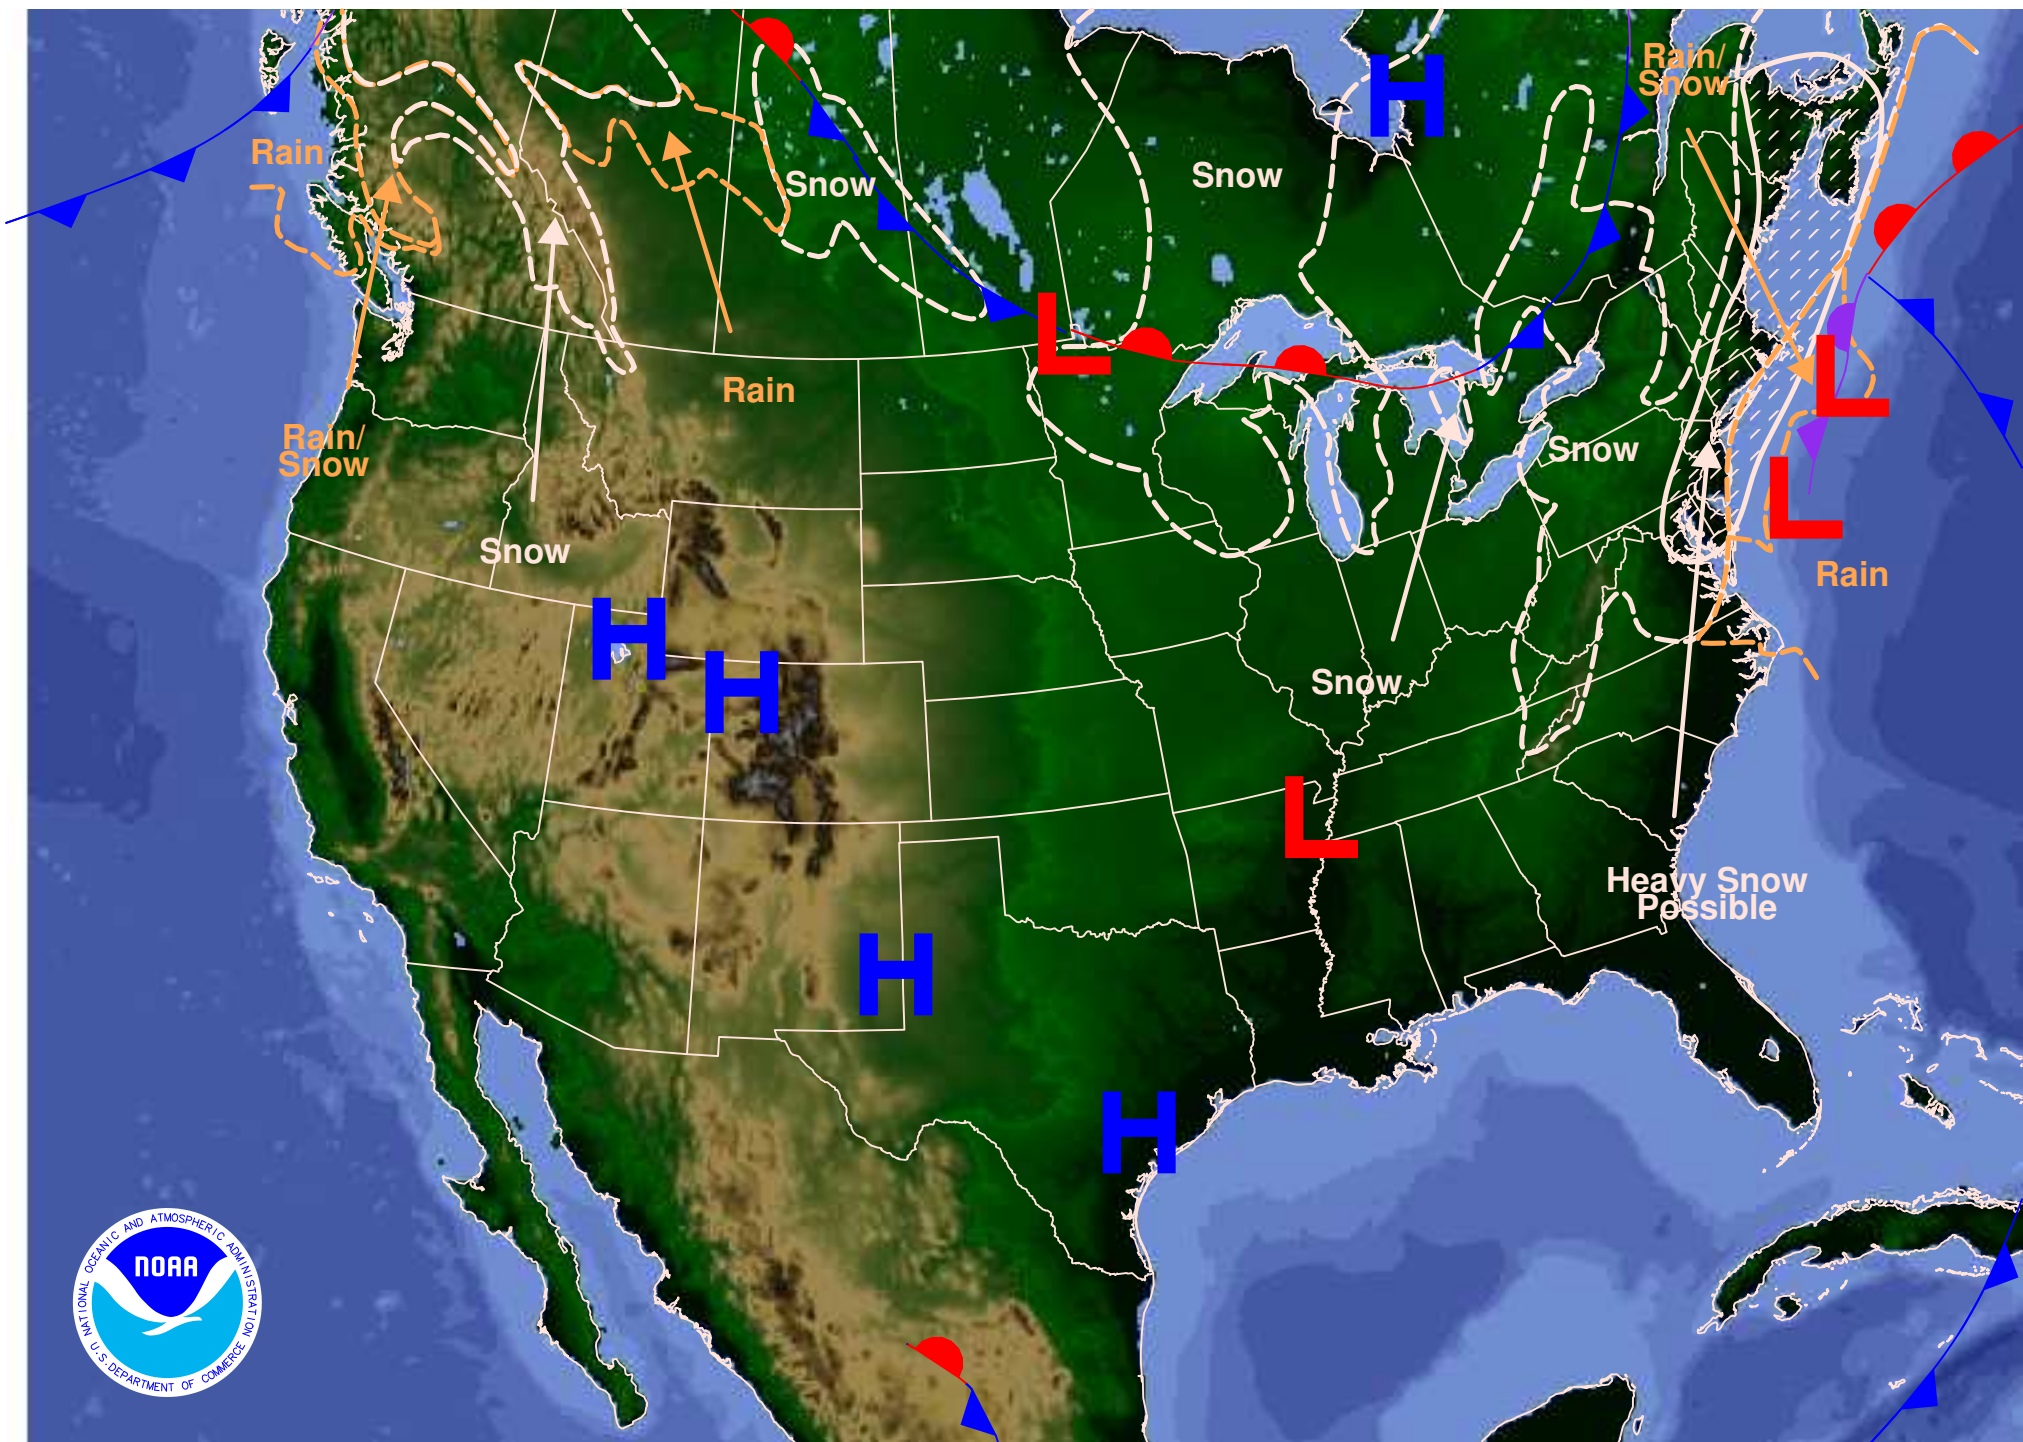 Rain/
Snow
H
Rain
Snow
Snow
L
Rain
L
Rain/
Snow
Snow
L
Snow
Rain
H
H
Snow
L
Heavy Snow
Possible
H
H
NATIONAL OCEANIC AND ATMOSPHERIC ADMINISTRATION
NOAA
U.S. DEPARTMENT OF COMMERCE